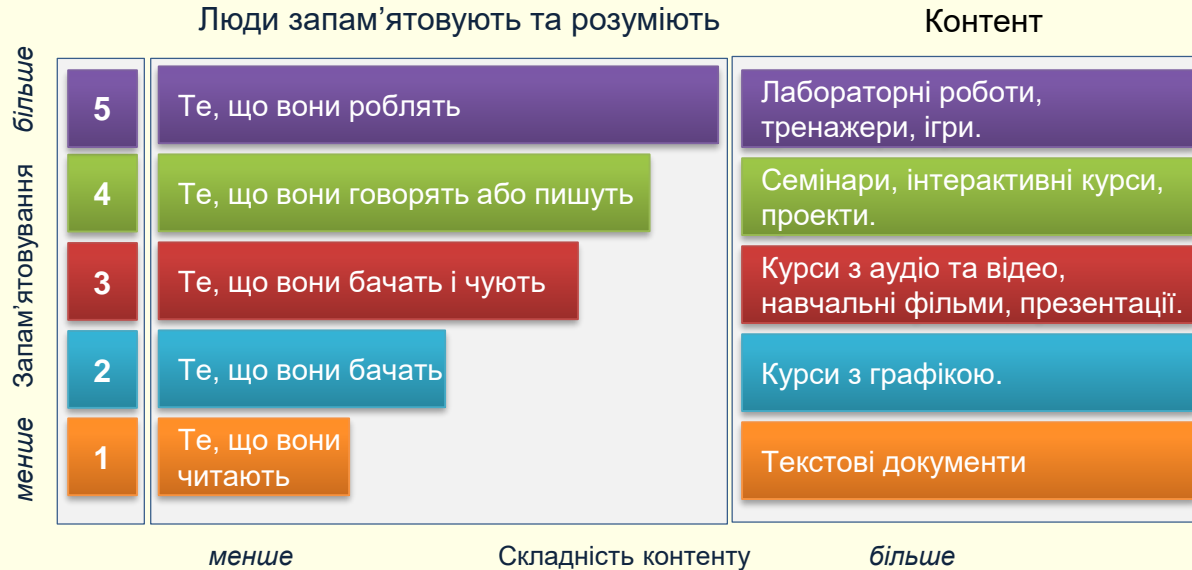 Люди запам’ятовують та розуміють
Контент
більше
Запам’ятовування
менше
5
Те, що вони роблять
Лабораторні роботи,
тренажери, ігри.
4
Те, що вони говорять або пишуть
Семінари, інтерактивні курси,
проекти.
3
Те, що вони бачать і чують
Курси з аудіо та відео,
навчальні фільми, презентації.
2
Те, що вони бачать
Курси з графікою.
1
Те, що вони
читають
Текстові документи
менше
Складність контенту
більше